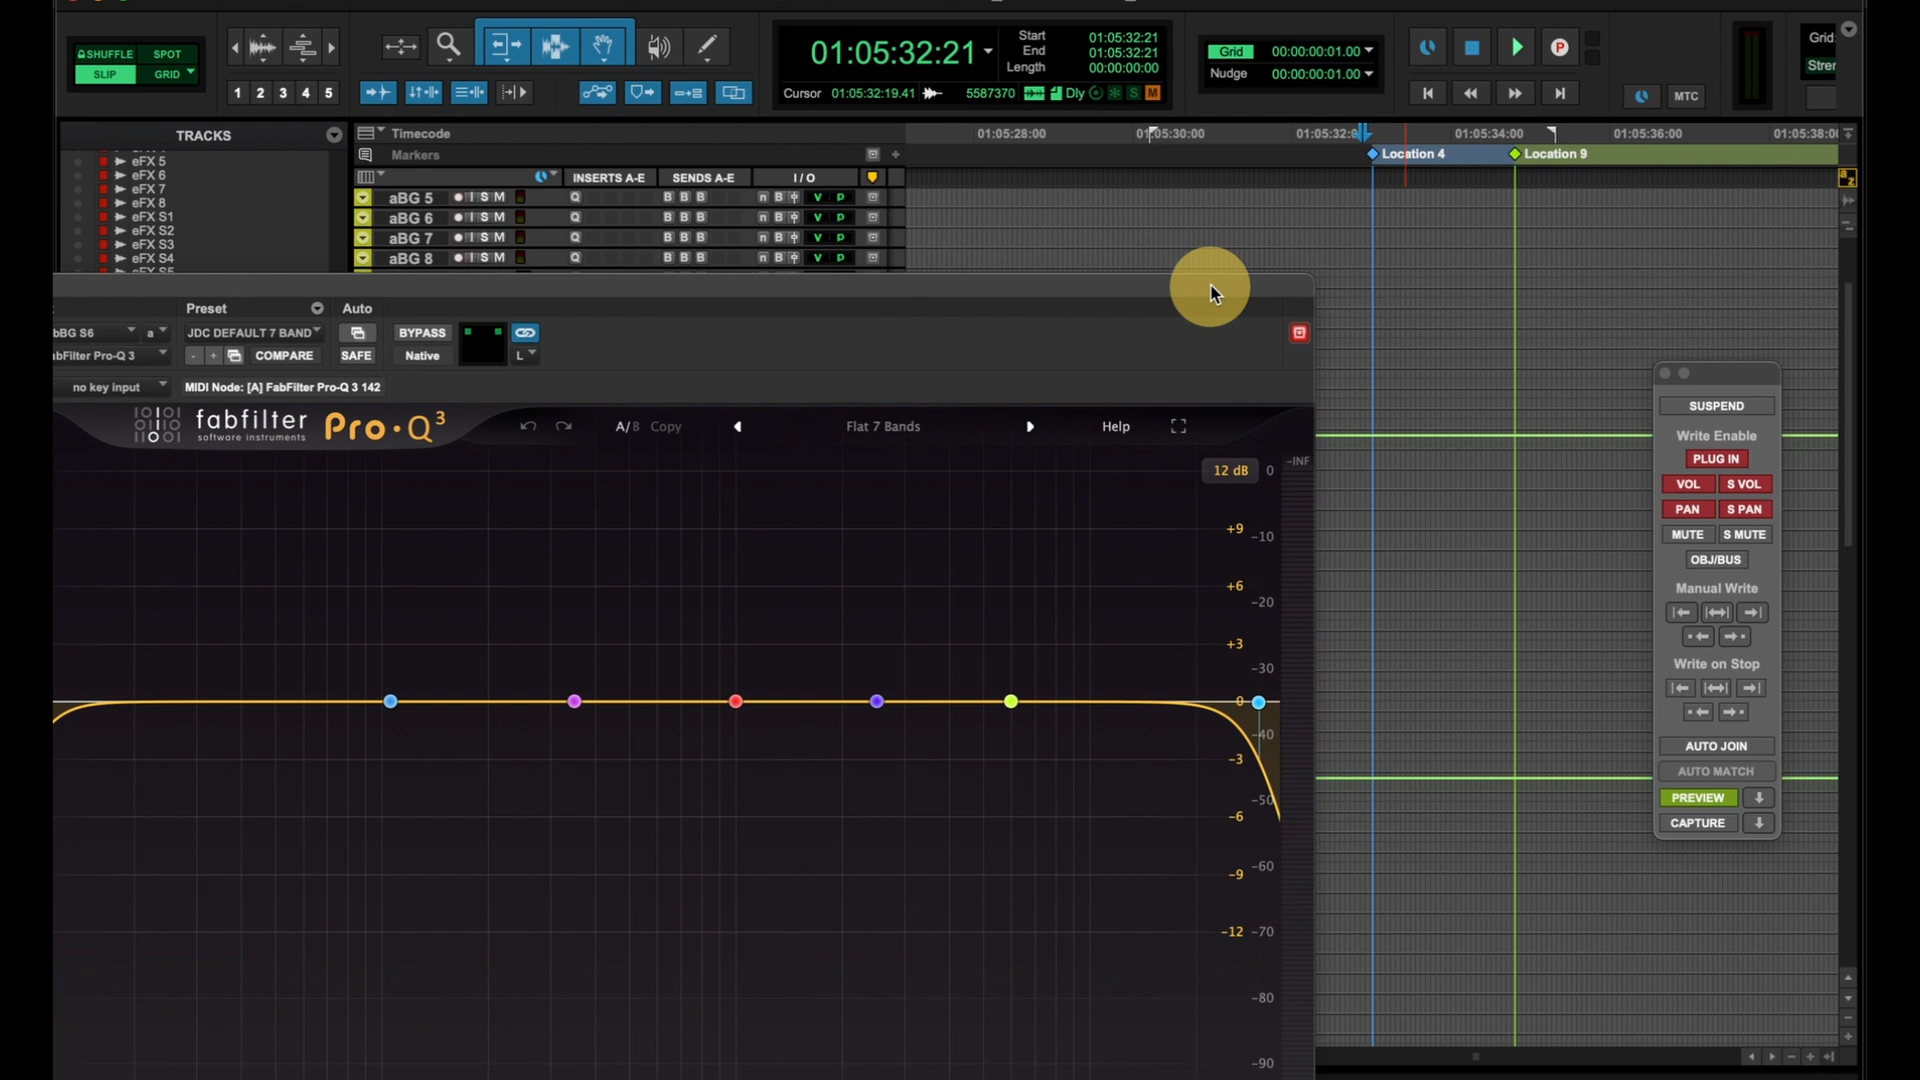 SHUFFLE SPOT
SLIP GRID
1 2 3 4 5
01:05:32:21
Start 01:05:32:21
End 01:05:32:21
Length 00:00:00:00
Cursor 01:05:32:19.41 5587370 Dly S M
Grid 00:00:00:01.00
Nudge 00:00:00:01.00
P
MTC
Grid:
TRACKS
eFX 5
eFX 6
eFX 7
eFX 8
eFX S1
eFX S2
eFX S3
eFX S4
Timecode 01:05:28:00 01:05:30:00 01:05:34:00 01:05:36:00
Markers Location 4 Location 9
INSERTS A-E SENDS A-E I / O
a z
aBG 5 I S M Q B B B n B v p
aBG 6 I S M Q B B B n B v p
aBG 7 I S M Q B B B n B v p
aBG 8 I S M Q B B B n B v p
Preset Auto
bBG S6 a JDC DEFAULT 7 BAND BYPASS
bFilter Pro-Q 3 - + COMPARE SAFE Native L
no key input MIDI Node: [A] FabFilter Pro-Q 3 142
fabfilter
software instruments
Pro·Q3
A/B Copy Flat 7 Bands Help
12 dB 0 -INF
+9 -10
+6 -20
+3 -30
0 -40
-3 -50
-6 -60
-9 -70
-12 -80
-90
SUSPEND
Write Enable
PLUG IN
VOL S VOL
PAN S PAN
MUTE S MUTE
OBJ/BUS
Manual Write
Write on Stop
AUTO JOIN
AUTO MATCH
PREVIEW
CAPTURE